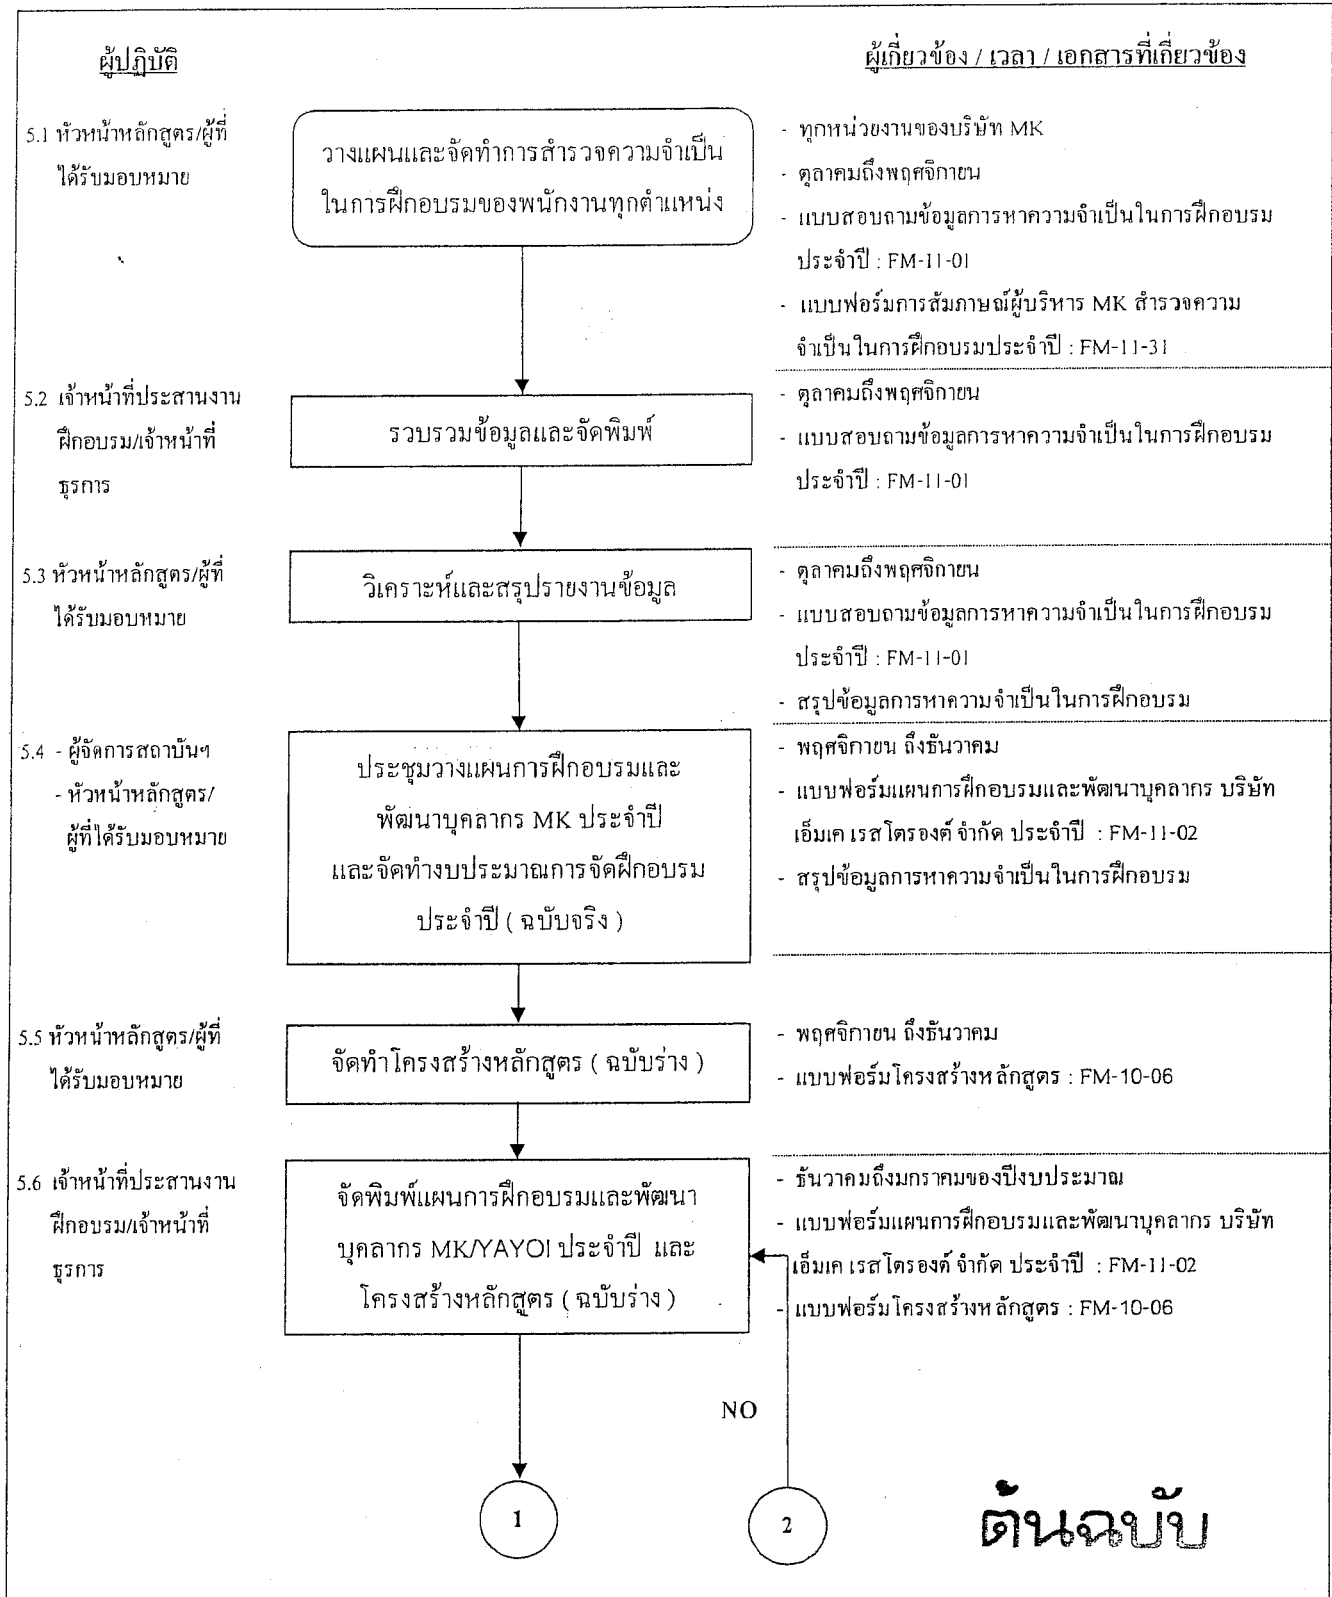 ผู้ปฏิบัติ
ผู้เกี่ยวข้อง / เวลา / เอกสารที่เกี่ยวข้อง
5.1 หัวหน้าหลักสูตร/ผู้ที่
ได้รับมอบหมาย
วางแผนและจัดทำการสำรวจความจำเป็น
ในการฝึกอบรมของพนักงานทุกตำแหน่ง
- ทุกหน่วยงานของบริษัท MK
- ตุลาคมถึงพฤศจิกายน
- แบบสอบถามข้อมูลการหาความจำเป็นในการฝึกอบรม
ประจำปี : FM-11-01
- แบบฟอร์มการสัมภาษณ์ผู้บริหาร MK สำรวจความ
จำเป็นในการฝึกอบรมประจำปี : FM-11-31
5.2 เจ้าหน้าที่ประสานงาน
ฝึกอบรม/เจ้าหน้าที่
ธุรการ
รวบรวมข้อมูลและจัดพิมพ์
- ตุลาคมถึงพฤศจิกายน
- แบบสอบถามข้อมูลการหาความจำเป็นในการฝึกอบรม
ประจำปี : FM-11-01
5.3 หัวหน้าหลักสูตร/ผู้ที่
ได้รับมอบหมาย
วิเคราะห์และสรุปรายงานข้อมูล
- ตุลาคมถึงพฤศจิกายน
- แบบสอบถามข้อมูลการหาความจำเป็นในการฝึกอบรม
ประจำปี : FM-11-01
- สรุปข้อมูลการหาความจำเป็นในการฝึกอบรม
5.4 - ผู้จัดการสถาบันฯ
- หัวหน้าหลักสูตร/
ผู้ที่ได้รับมอบหมาย
ประชุมวางแผนการฝึกอบรมและ
พัฒนาบุคลากร MK ประจำปี
และจัดทำงบประมาณการจัดฝึกอบรม
ประจำปี ( ฉบับจริง )
- พฤศจิกายน ถึงธันวาคม
- แบบฟอร์มแผนการฝึกอบรมและพัฒนาบุคลากร บริษัท
เอ็มเค เรสโตรองต์ จำกัด ประจำปี : FM-11-02
- สรุปข้อมูลการหาความจำเป็นในการฝึกอบรม
5.5 หัวหน้าหลักสูตร/ผู้ที่
ได้รับมอบหมาย
จัดทำโครงสร้างหลักสูตร ( ฉบับร่าง )
- พฤศจิกายน ถึงธันวาคม
- แบบฟอร์มโครงสร้างหลักสูตร : FM-10-06
5.6 เจ้าหน้าที่ประสานงาน
ฝึกอบรม/เจ้าหน้าที่
ธุรการ
จัดพิมพ์แผนการฝึกอบรมและพัฒนา
บุคลากร MK/YAYOI ประจำปี และ
โครงสร้างหลักสูตร ( ฉบับร่าง )
- ธันวาคมถึงมกราคมของปีงบประมาณ
- แบบฟอร์มแผนการฝึกอบรมและพัฒนาบุคลากร บริษัท
เอ็มเค เรสโตรองต์ จำกัด ประจำปี : FM-11-02
- แบบฟอร์มโครงสร้างหลักสูตร : FM-10-06
NO
1
2
ต้นฉบับ